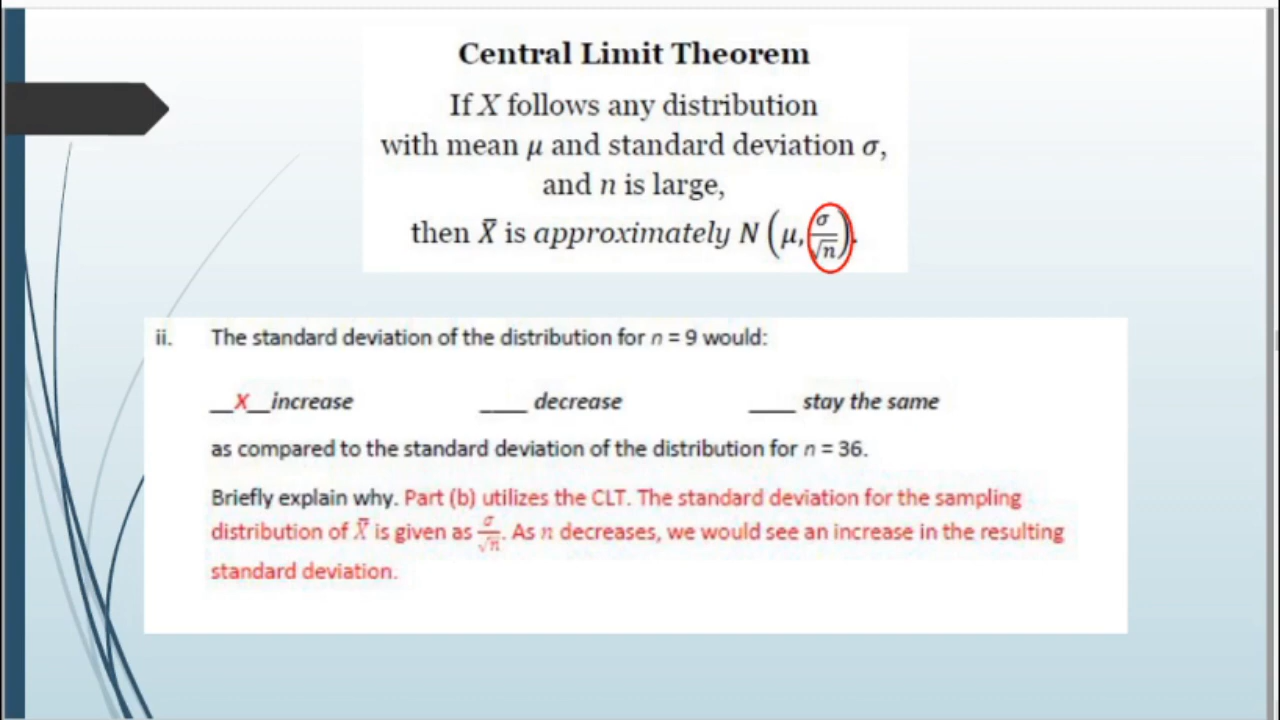 Central Limit Theorem
If X follows any distribution
with mean μ and standard deviation σ,
and n is large,
then X̄ is approximately N (μ, σ/√n).
ii. The standard deviation of the distribution for n = 9 would:
__X__increase ____ decrease ____ stay the same
as compared to the standard deviation of the distribution for n = 36.
Briefly explain why. Part (b) utilizes the CLT. The standard deviation for the sampling
distribution of X̄ is given as σ/√n. As n decreases, we would see an increase in the resulting
standard deviation.